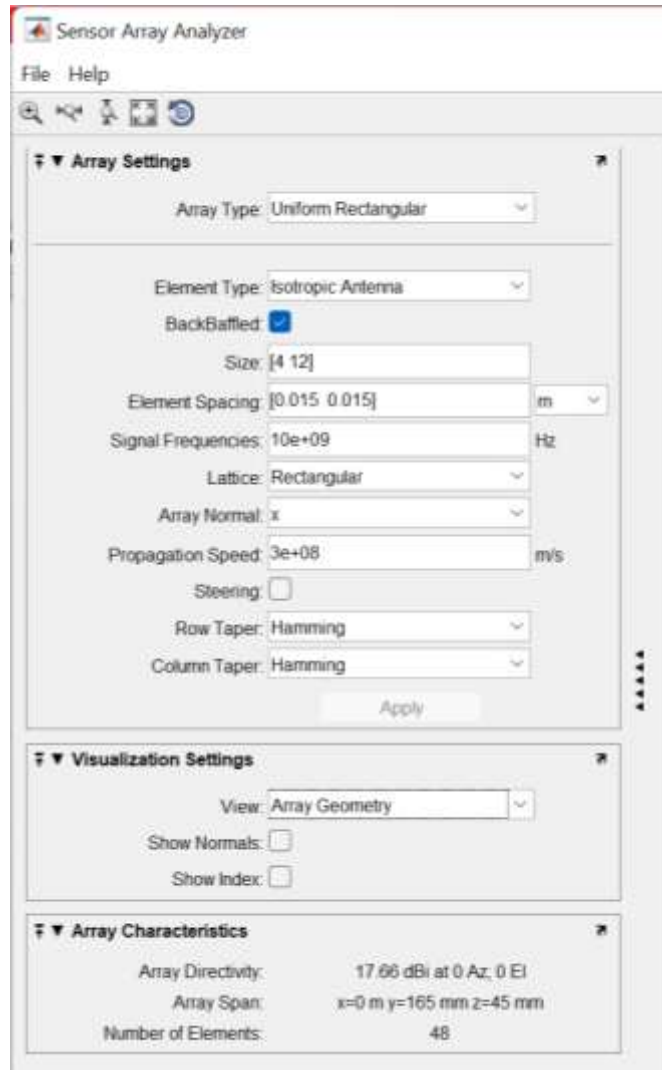 Sensor Array Analyzer
File Help
Array Settings
Array Type: Uniform Rectangular
Element Type: Isotropic Antenna
BackBaffled:
Size: [4 12]
Element Spacing: [0.015 0.015] m
Signal Frequencies: 10e+09 Hz
Lattice: Rectangular
Array Normal: x
Propagation Speed: 3e+08 m/s
Steering:
Row Taper: Hamming
Column Taper: Hamming
Apply
Visualization Settings
View: Array Geometry
Show Normals:
Show Index:
Array Characteristics
Array Directivity: 17.66 dBi at 0 Az, 0 El
Array Span: x=0 m y=165 mm z=45 mm
Number of Elements: 48